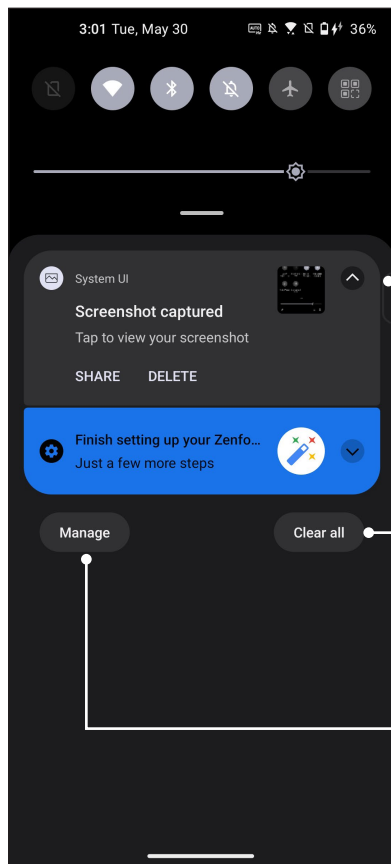 3:01 Tue, May 30
36%
System UI
Screenshot captured
Tap to view your screenshot
SHARE DELETE
Finish setting up your Zenfo...
Just a few more steps
Manage
Clear all